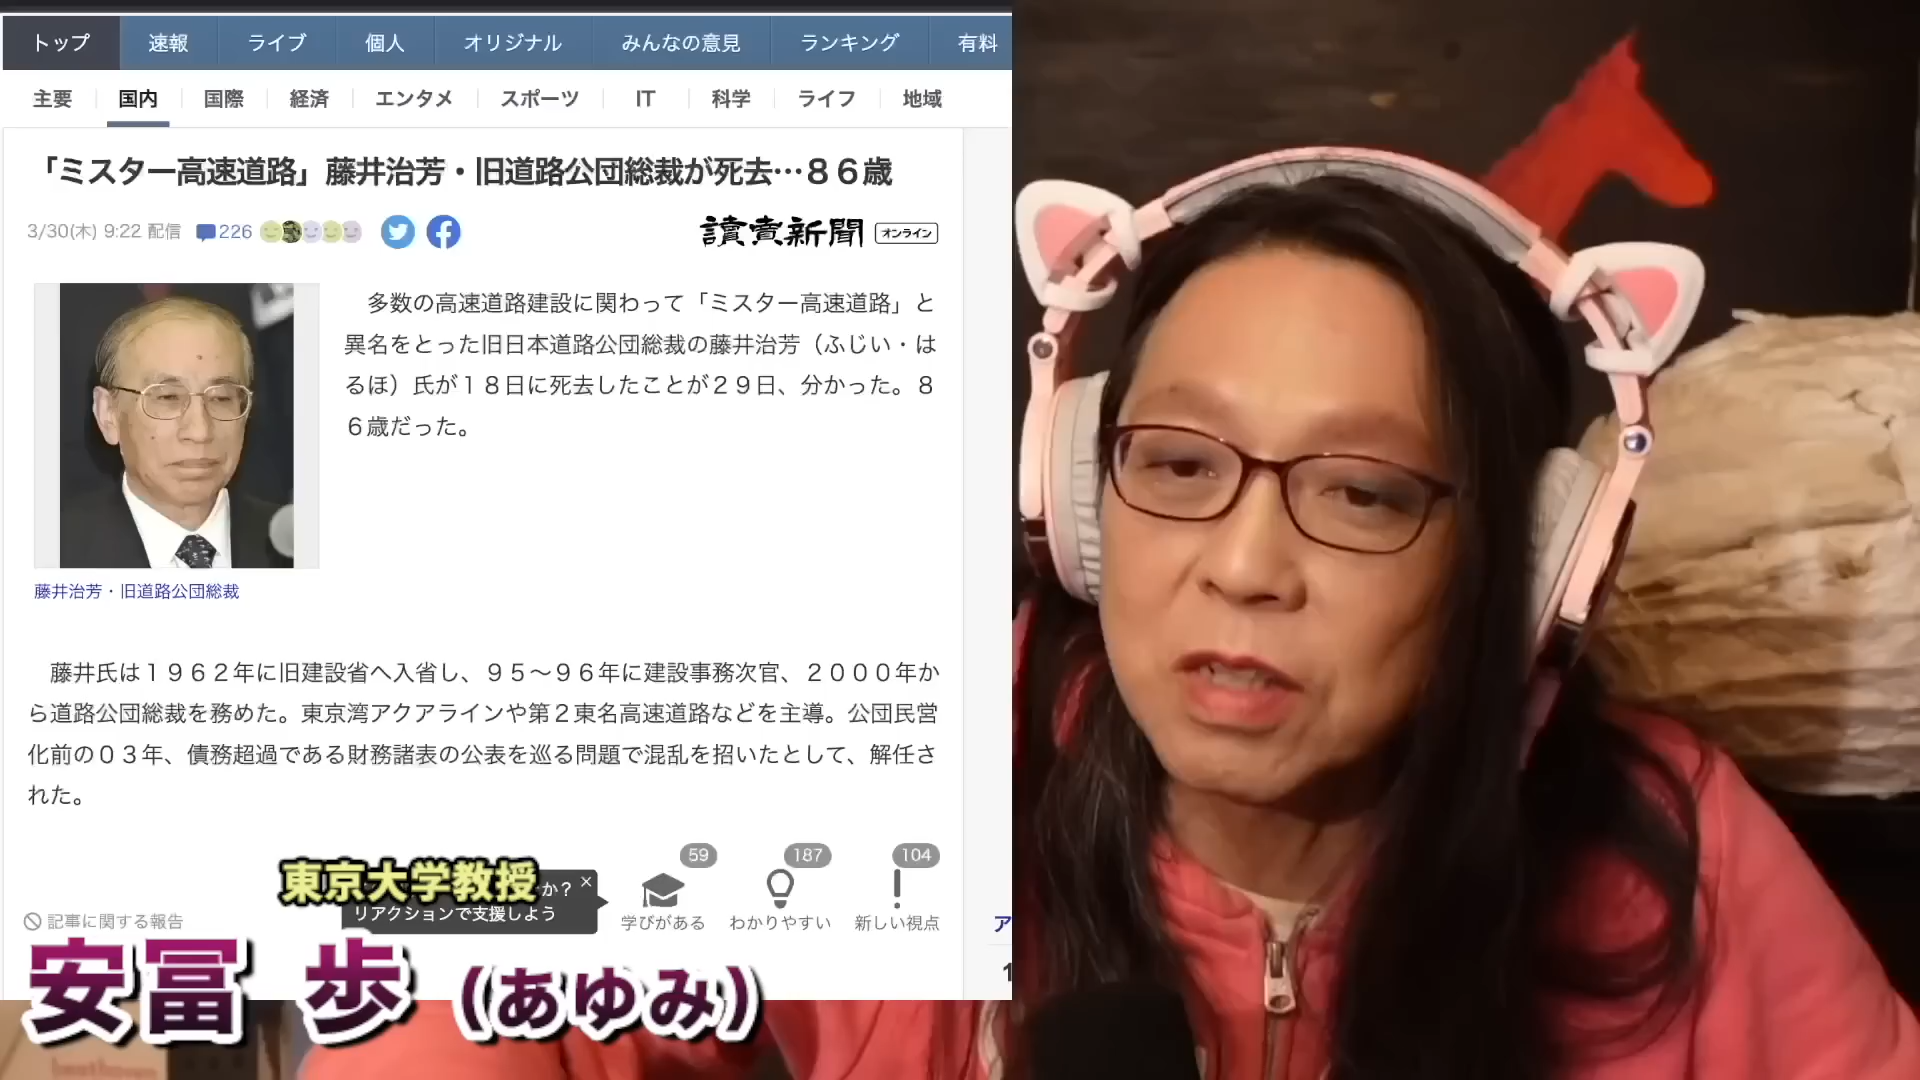 トップ 速報 ライブ 個人 オリジナル みんなの意見 ランキング 有料
主要 国内 国際 経済 エンタメ スポーツ IT 科学 ライフ 地域
「ミスター高速道路」藤井治芳・旧道路公団総裁が死去…８６歳
3/30(木) 9:22 配信 226
讀賣新聞 オンライン
多数の高速道路建設に関わって「ミスター高速道路」と
異名をとった旧日本道路公団総裁の藤井治芳（ふじい・は
るほ）氏が１８日に死去したことが２９日、分かった。８
６歳だった。
藤井治芳・旧道路公団総裁
藤井氏は１９６２年に旧建設省へ入省し、９５〜９６年に建設事務次官、２０００年か
ら道路公団総裁を務めた。東京湾アクアラインや第２東名高速道路などを主導。公団民営
化前の０３年、債務超過である財務諸表の公表を巡る問題で混乱を招いたとして、解任さ
れた。
59 187 104
東京大学教授
か？ ×
リアクションで支援しよう
学びがある わかりやすい 新しい視点
記事に関する報告
ア
安冨 歩 (あゆみ)
beethoven